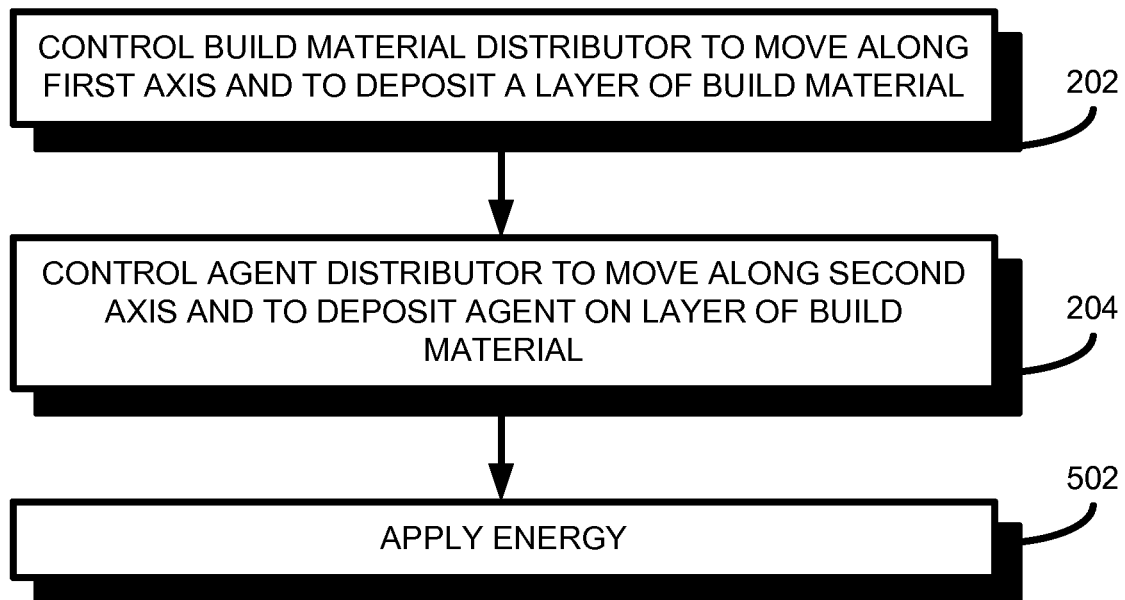 CONTROL BUILD MATERIAL DISTRIBUTOR TO MOVE ALONG
FIRST AXIS AND TO DEPOSIT A LAYER OF BUILD MATERIAL
202
CONTROL AGENT DISTRIBUTOR TO MOVE ALONG SECOND
AXIS AND TO DEPOSIT AGENT ON LAYER OF BUILD
MATERIAL
204
APPLY ENERGY
502